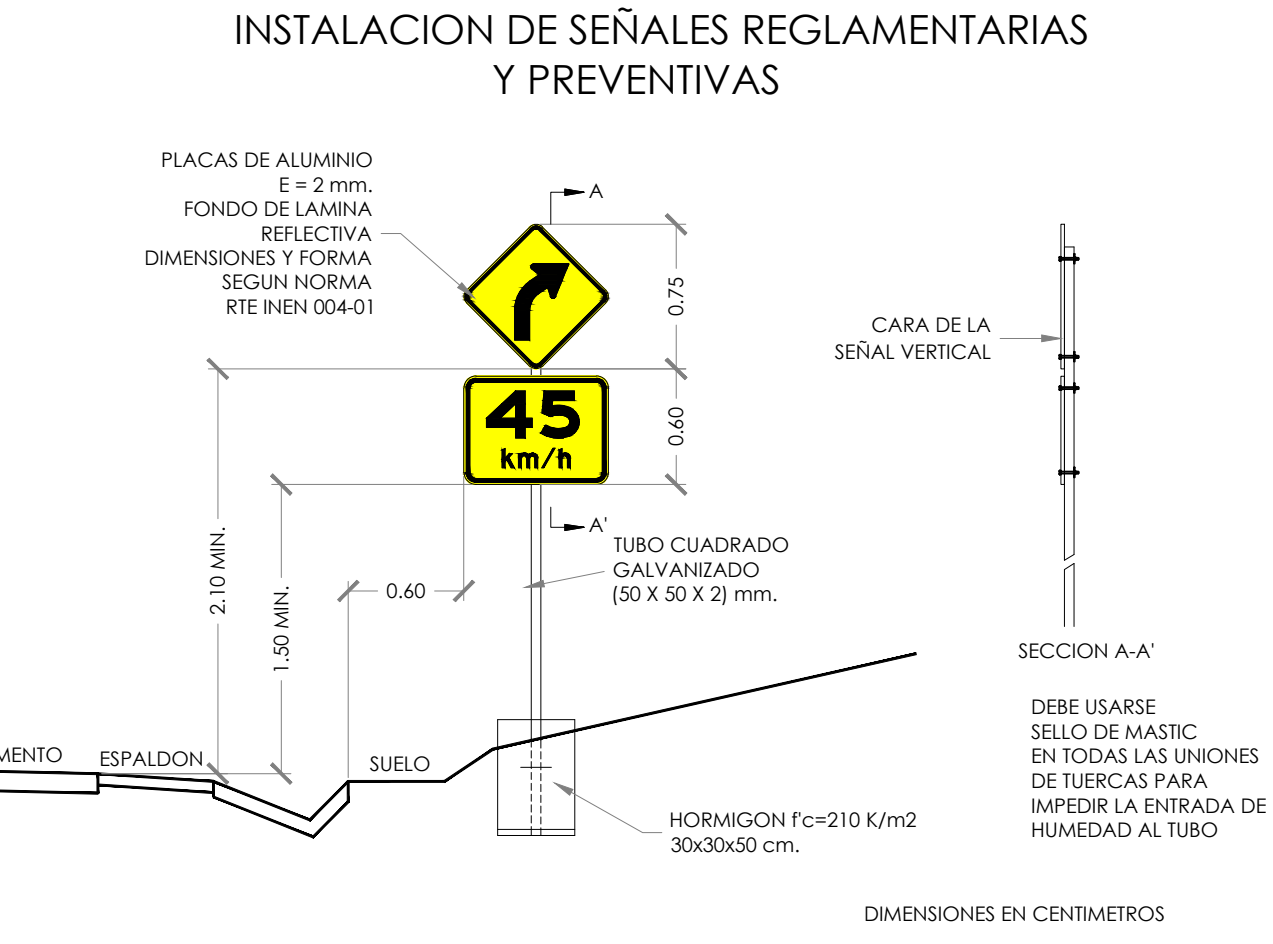 INSTALACION DE SEÑALES REGLAMENTARIAS
Y PREVENTIVAS
PLACAS DE ALUMINIO
E = 2 mm.
FONDO DE LAMINA
REFLECTIVA
DIMENSIONES Y FORMA
SEGUN NORMA
RTE INEN 004-01
A
0.75
45
km/h
0.60
A'
2.10 MIN.
1.50 MIN.
0.60
TUBO CUADRADO
GALVANIZADO
(50 X 50 X 2) mm.
MENTO
ESPALDON
SUELO
HORMIGON f'c=210 K/m2
30x30x50 cm.
CARA DE LA
SEÑAL VERTICAL
SECCION A-A'
DEBE USARSE
SELLO DE MASTIC
EN TODAS LAS UNIONES
DE TUERCAS PARA
IMPEDIR LA ENTRADA DE
HUMEDAD AL TUBO
DIMENSIONES EN CENTIMETROS